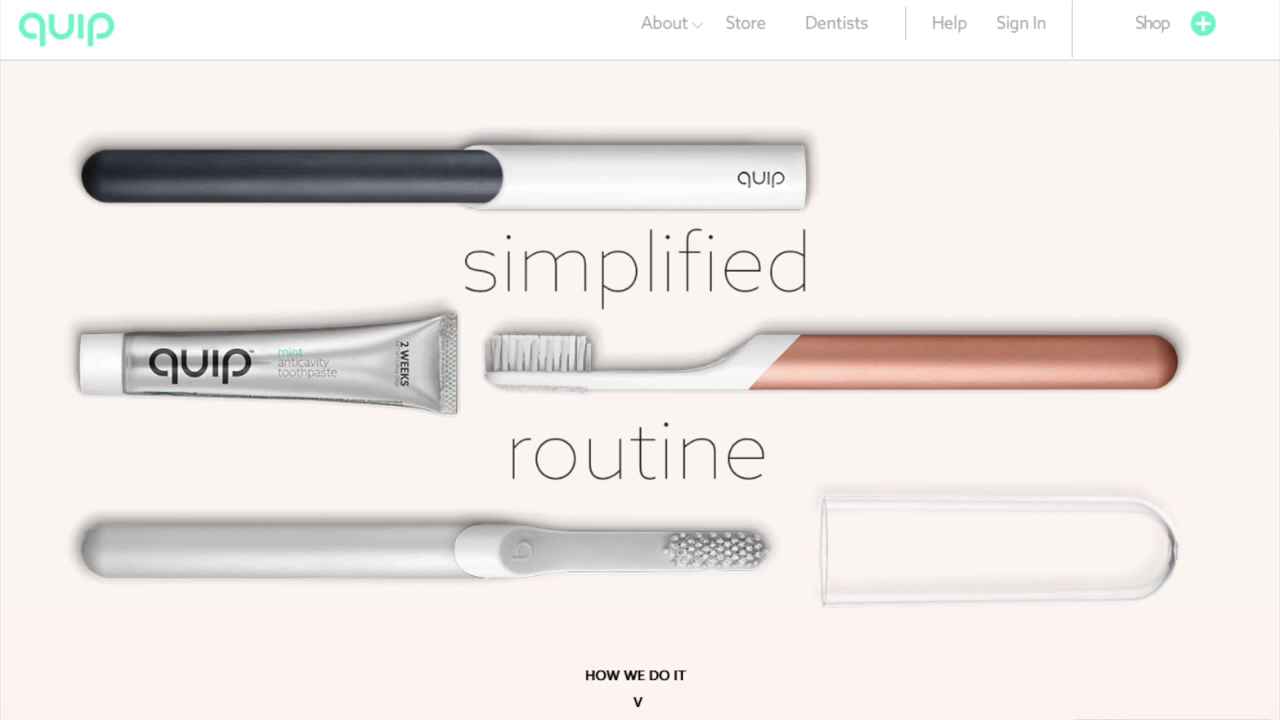 quip
About
Store
Dentists
Help
Sign In
Shop
quip
simplified
quip
mint
anticavity
toothpaste
2 WEEKS
routine
HOW WE DO IT
V